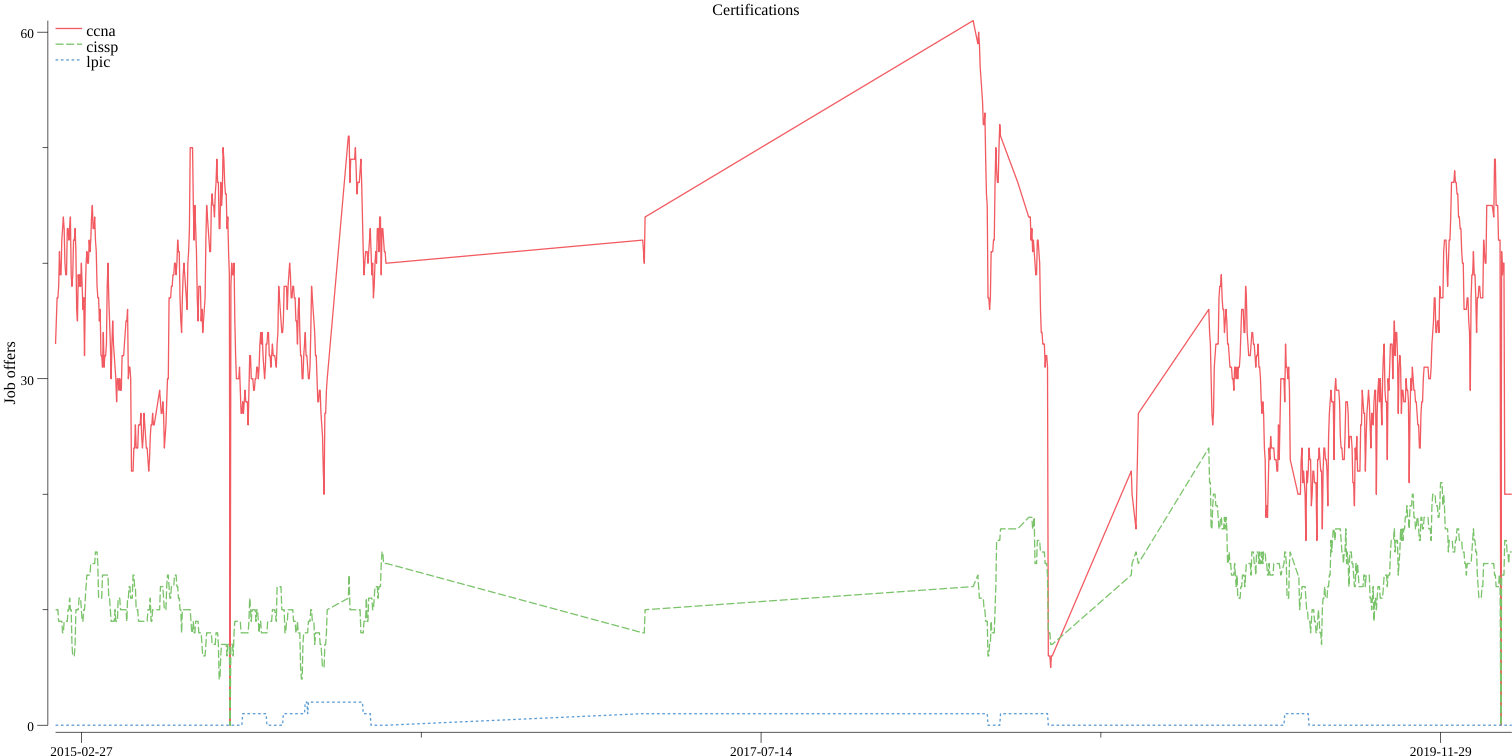 Certifications
60
ccna
cissp
lpic
Job offers
30
0
2015-02-27
2017-07-14
2019-11-29